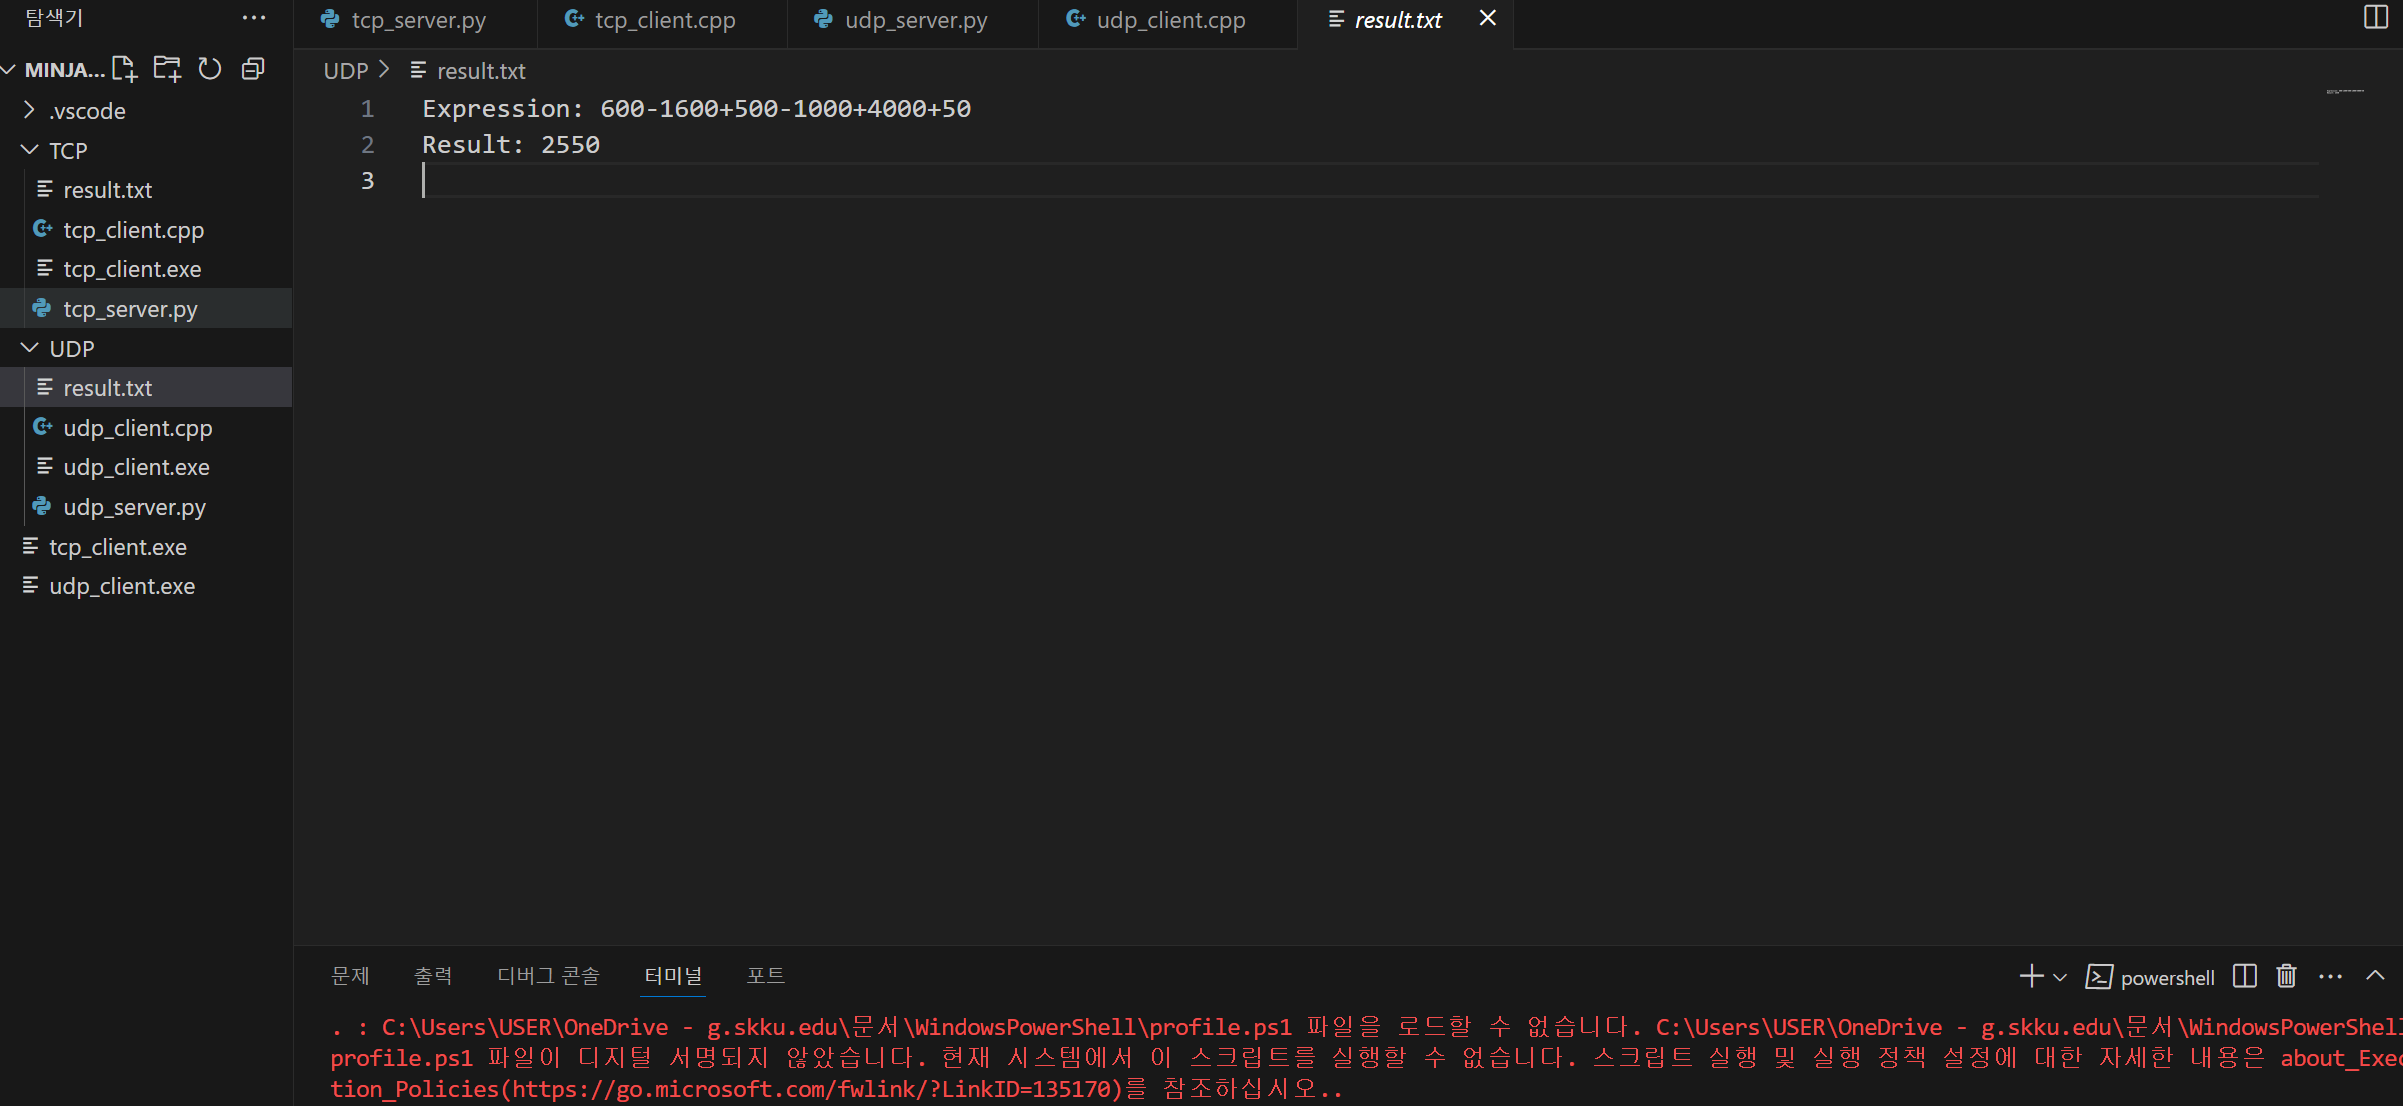 탐색기 ···
tcp_server.py tcp_client.cpp udp_server.py udp_client.cpp result.txt
MINJA...
UDP > result.txt
.vscode
TCP
result.txt
tcp_client.cpp
tcp_client.exe
tcp_server.py
UDP
result.txt
udp_client.cpp
udp_client.exe
udp_server.py
tcp_client.exe
udp_client.exe
1 Expression: 600-1600+500-1000+4000+50
2 Result: 2550
3
문제 출력 디버그 콘솔 터미널 포트 powershell ···
. : C:\Users\USER\OneDrive - g.skku.edu\문서\WindowsPowerShell\profile.ps1 파일을 로드할 수 없습니다. C:\Users\USER\OneDrive - g.skku.edu\문서\WindowsPowerShell
profile.ps1 파일이 디지털 서명되지 않았습니다. 현재 시스템에서 이 스크립트를 실행할 수 없습니다. 스크립트 실행 및 실행 정책 설정에 대한 자세한 내용은 about_Exec
tion_Policies(https://go.microsoft.com/fwlink/?LinkID=135170)를 참조하십시오..